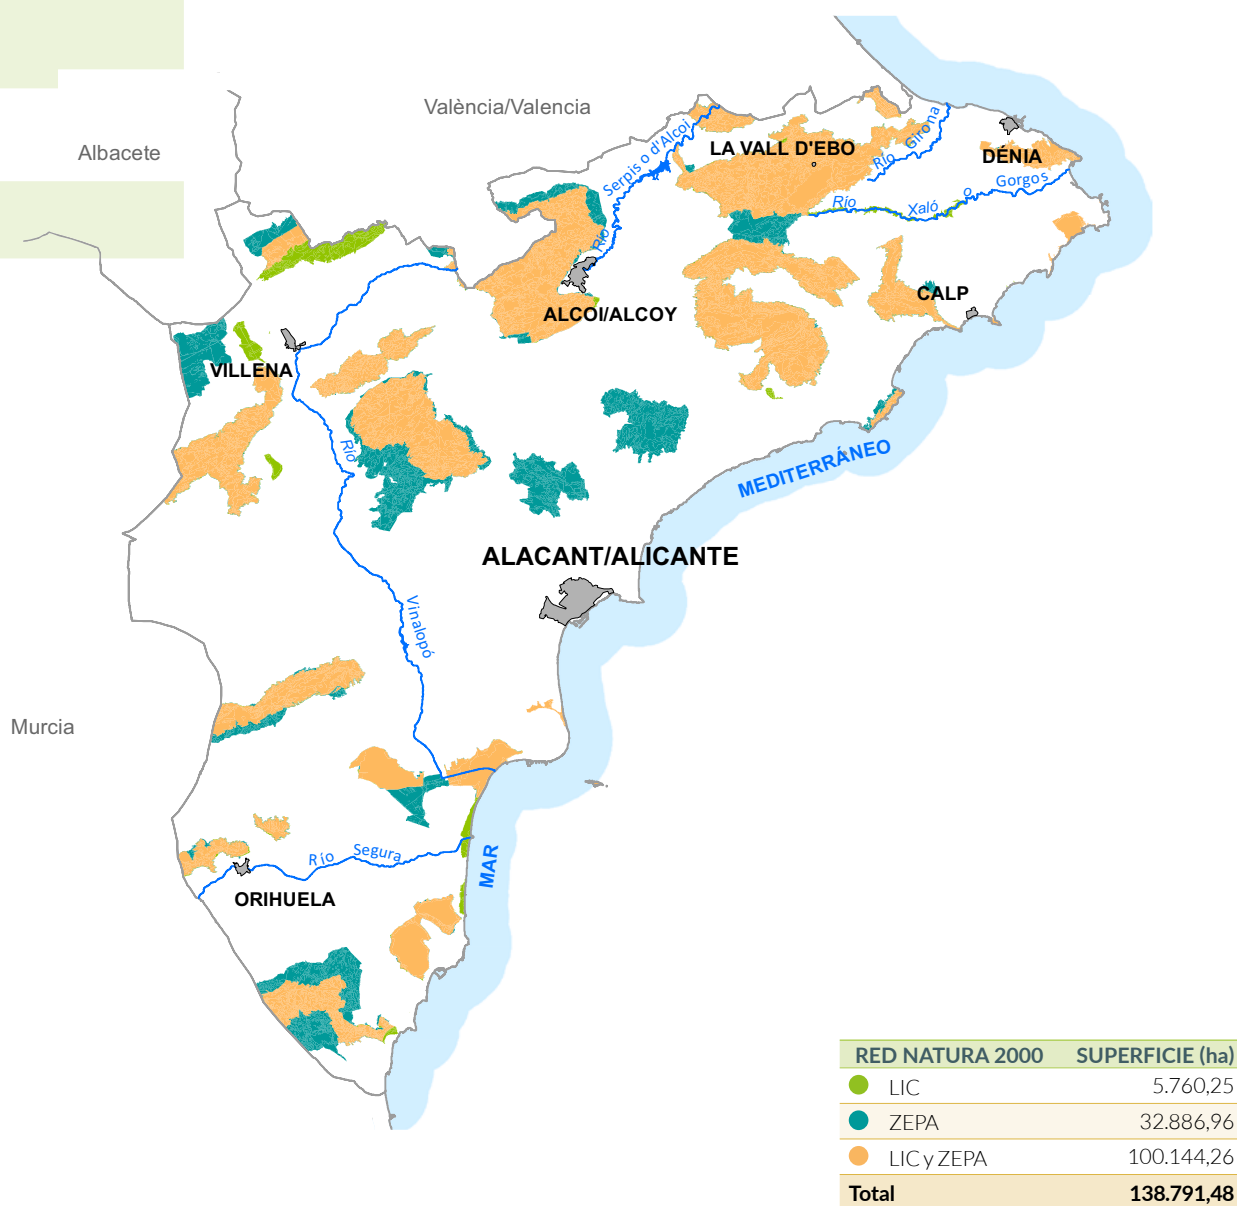 València/Valencia
Albacete
Serpis o d'Alcoi
Río
LA VALL D'EBO
Río Girona
DÉNIA
Río Xaló o Gorgos
CALP
ALCOI/ALCOY
VILLENA
Río
Vinalopó
MEDITERRÁNEO
ALACANT/ALICANTE
Murcia
Río Segura
MAR
ORIHUELA
RED NATURA 2000 SUPERFICIE (ha)
LIC 5.760,25
ZEPA 32.886,96
LIC y ZEPA 100.144,26
Total 138.791,48